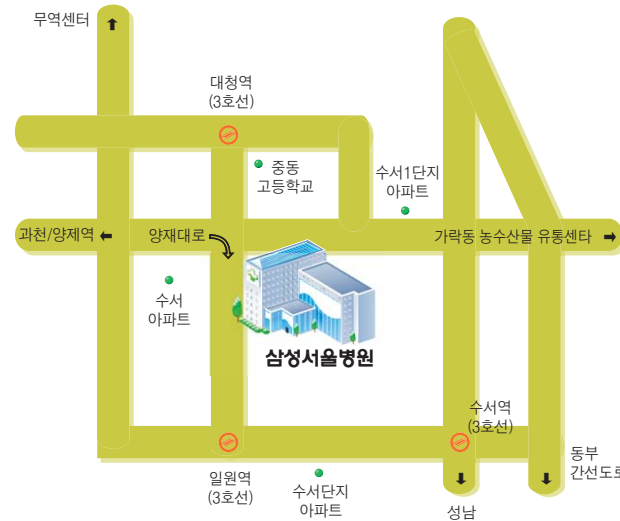 무역센터
대청역
(3호선)
중동
고등학교
수서1단지
아파트
과천/양제역
양재대로
가락동 농수산물 유통센타
수서
아파트
삼성서울병원
수서역
(3호선)
일원역
(3호선)
수서단지
아파트
성남
동부
간선도로